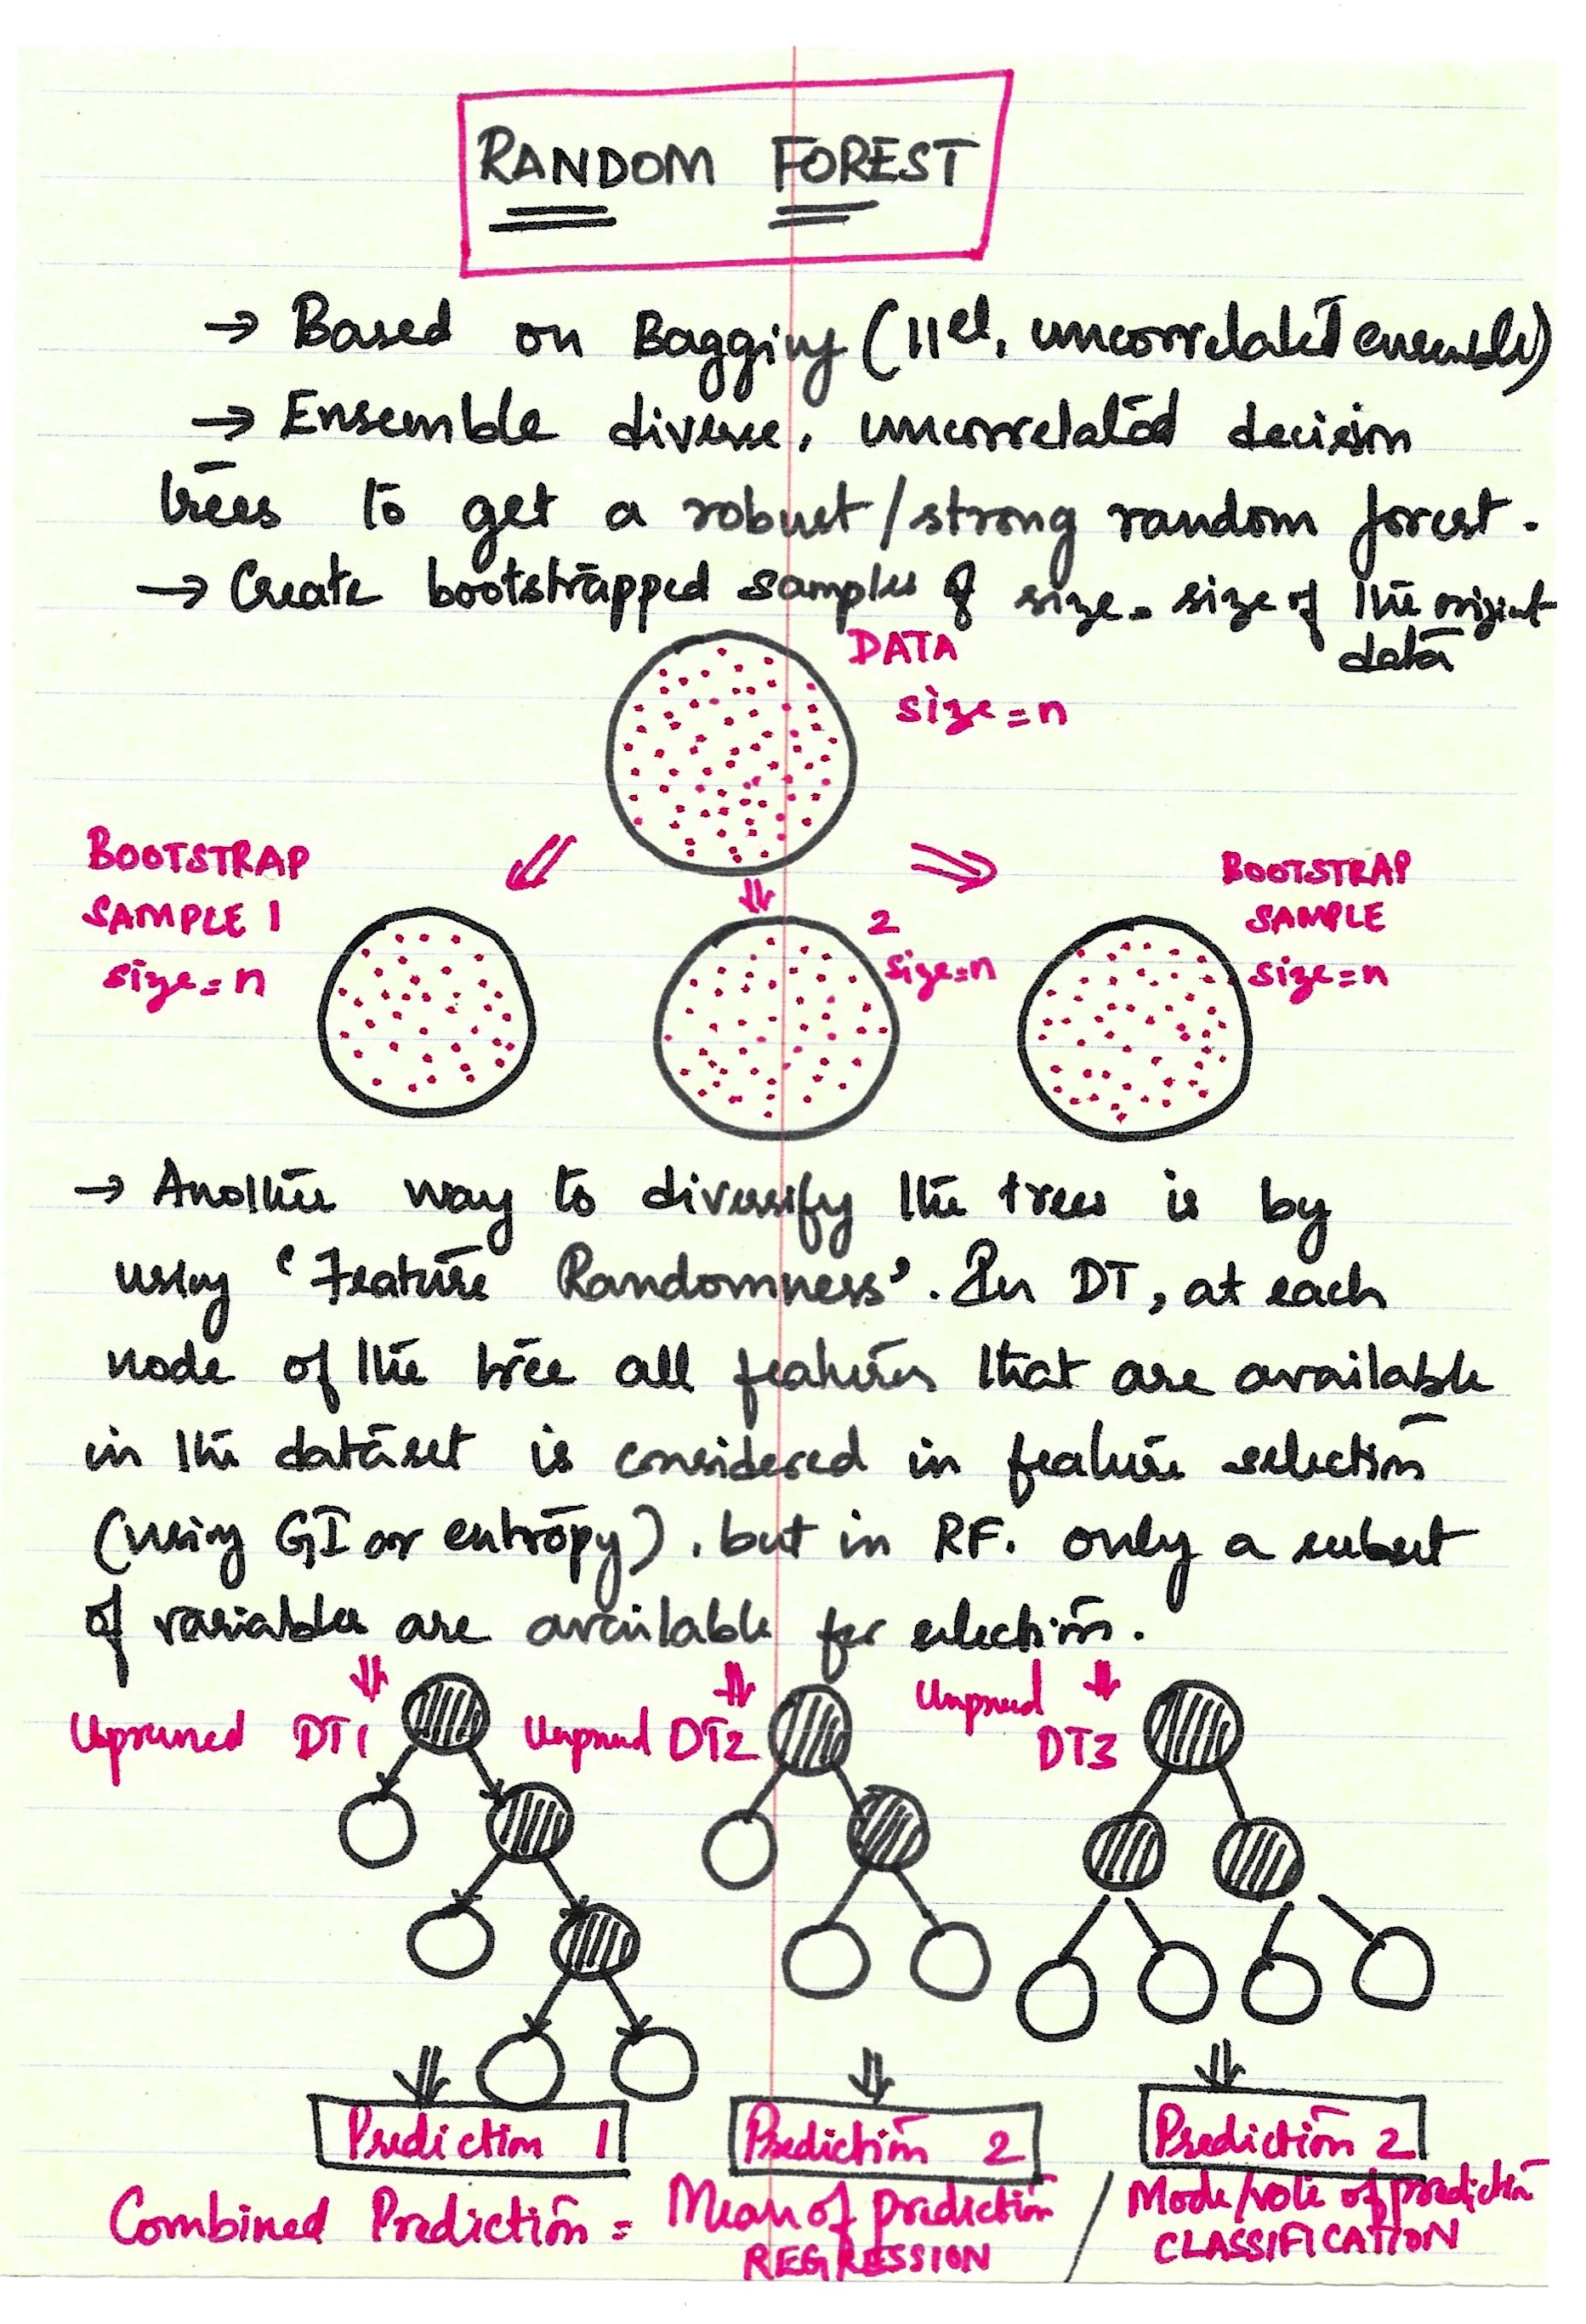 RANDOM FOREST
→ Based on Bagging (||el, uncorrelated ensemble)
→ Ensemble diverse, uncorrelated decision
trees to get a robust/strong random forest.
→ Create bootstrapped samples of size = size of the original
data
DATA
size = n
BOOTSTRAP
SAMPLE 1
size = n
2
size = n
BOOTSTRAP
SAMPLE
size = n
→ Another way to diversify the trees is by
using 'Feature Randomness'. In DT, at each
node of the tree all features that are available
in the dataset is considered in feature selection
(using GI or entropy), but in RF. only a subset
of variables are available for selection.
Unpruned DT1
Unpruned DT2
Unpruned
DT3
Prediction 1
Prediction 2
Prediction 2
Combined Prediction = Mean of prediction / Mode/vote of prediction
REGRESSION
CLASSIFICATION